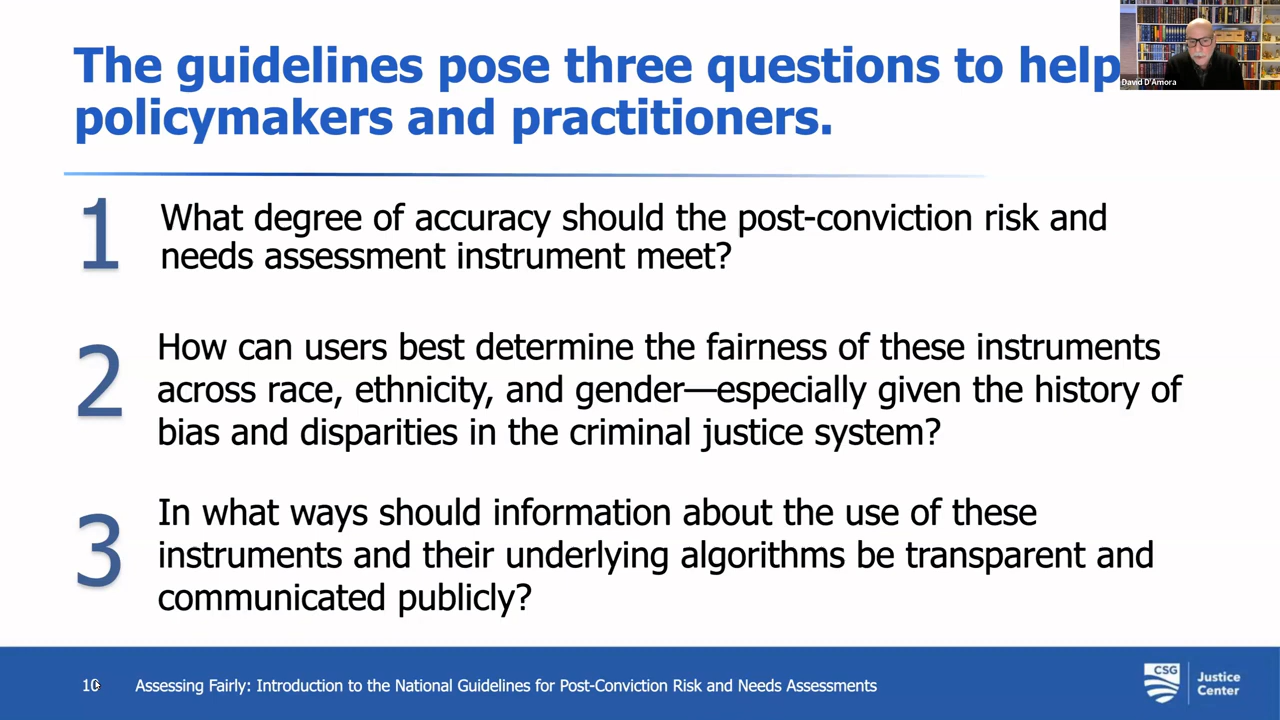 The guidelines pose three questions to help
policymakers and practitioners.
David D'Amora
1
What degree of accuracy should the post-conviction risk and
needs assessment instrument meet?
2
How can users best determine the fairness of these instruments
across race, ethnicity, and gender—especially given the history of
bias and disparities in the criminal justice system?
3
In what ways should information about the use of these
instruments and their underlying algorithms be transparent and
communicated publicly?
Assessing Fairly: Introduction to the National Guidelines for Post-Conviction Risk and Needs Assessments
CSG
Justice
Center